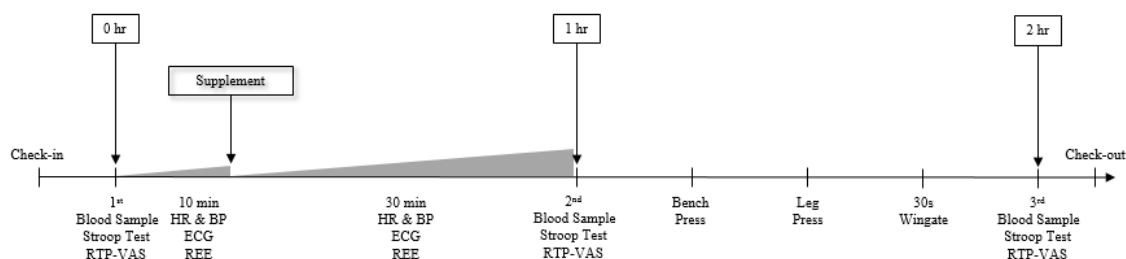 0 hr
1 hr
2 hr
Supplement
Check-in
Check-out
1st
Blood Sample
Stroop Test
RTP-VAS
10 min
HR & BP
ECG
REE
30 min
HR & BP
ECG
REE
2nd
Blood Sample
Stroop Test
RTP-VAS
Bench
Press
Leg
Press
30s
Wingate
3rd
Blood Sample
Stroop Test
RTP-VAS